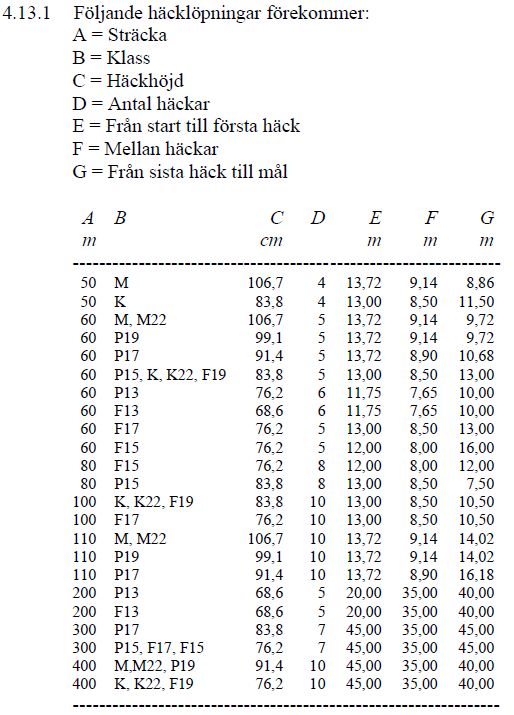 4.13.1 Följande häcklöpningar förekommer:
A = Sträcka
B = Klass
C = Häckhöjd
D = Antal häckar
E = Från start till första häck
F = Mellan häckar
G = Från sista häck till mål
A B C D E F G
m cm m m m
--------------------------------------------------------------------------------
50 M 106,7 4 13,72 9,14 8,86
50 K 83,8 4 13,00 8,50 11,50
60 M, M22 106,7 5 13,72 9,14 9,72
60 P19 99,1 5 13,72 9,14 9,72
60 P17 91,4 5 13,72 8,90 10,68
60 P15, K, K22, F19 83,8 5 13,00 8,50 13,00
60 P13 76,2 6 11,75 7,65 10,00
60 F13 68,6 6 11,75 7,65 10,00
60 F17 76,2 5 13,00 8,50 13,00
60 F15 76,2 5 12,00 8,00 16,00
80 F15 76,2 8 12,00 8,00 12,00
80 P15 83,8 8 13,00 8,50 7,50
100 K, K22, F19 83,8 10 13,00 8,50 10,50
100 F17 76,2 10 13,00 8,50 10,50
110 M, M22 106,7 10 13,72 9,14 14,02
110 P19 99,1 10 13,72 9,14 14,02
110 P17 91,4 10 13,72 8,90 16,18
200 P13 68,6 5 20,00 35,00 40,00
200 F13 68,6 5 20,00 35,00 40,00
300 P17 83,8 7 45,00 35,00 45,00
300 P15, F17, F15 76,2 7 45,00 35,00 45,00
400 M,M22, P19 91,4 10 45,00 35,00 40,00
400 K, K22, F19 76,2 10 45,00 35,00 40,00
--------------------------------------------------------------------------------